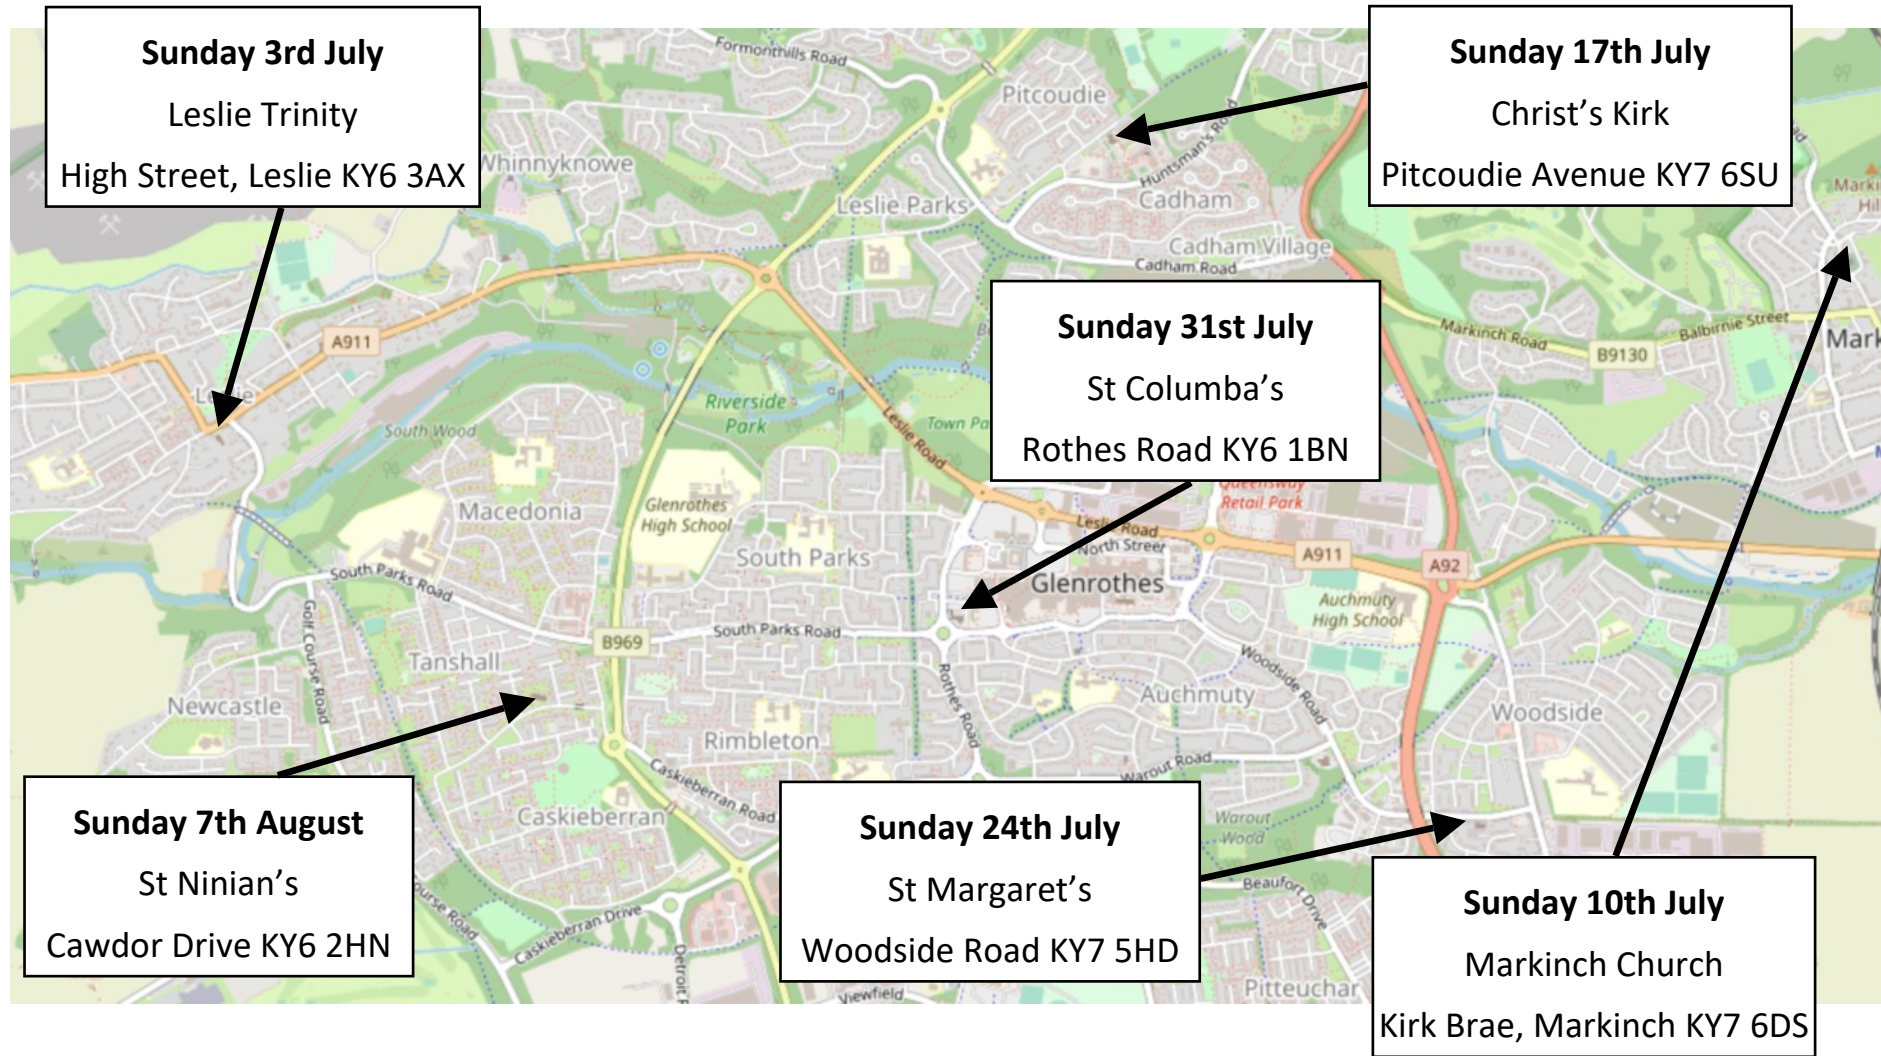 Sunday 3rd July
Leslie Trinity
High Street, Leslie KY6 3AX
Sunday 17th July
Christ's Kirk
Pitcoudie Avenue KY7 6SU
Sunday 31st July
St Columba's
Rothes Road KY6 1BN
Sunday 7th August
St Ninian's
Cawdor Drive KY6 2HN
Sunday 24th July
St Margaret's
Woodside Road KY7 5HD
Sunday 10th July
Markinch Church
Kirk Brae, Markinch KY7 6DS
Formonthills Road
Pitcoudie
Huntsman's Road
Whinnyknowe
Leslie Parks
Cadham
Cadham Village
Cadham Road
A911
Markinch Road
B9130
Balbirnie Street
Riverside
Park
South Wood
Leslie Road
Macedonia
Glenrothes
High School
South Parks
Queensway
Retail Park
Leslie Road
North Street
Glenrothes
A911
A92
Auchmuty
High School
South Parks Road
Golf Course Road
B969
South Parks Road
Tanshall
Newcastle
Rimbleton
Rothes Road
Auchmuty
Woodside Road
Woodside
Caskieberran Road
Caskieberran
Warout Road
Warout
Wood
Beaufort Drive
Course Road
Caskieberran Drive
Detroit
Viewfield
Pitteuchar